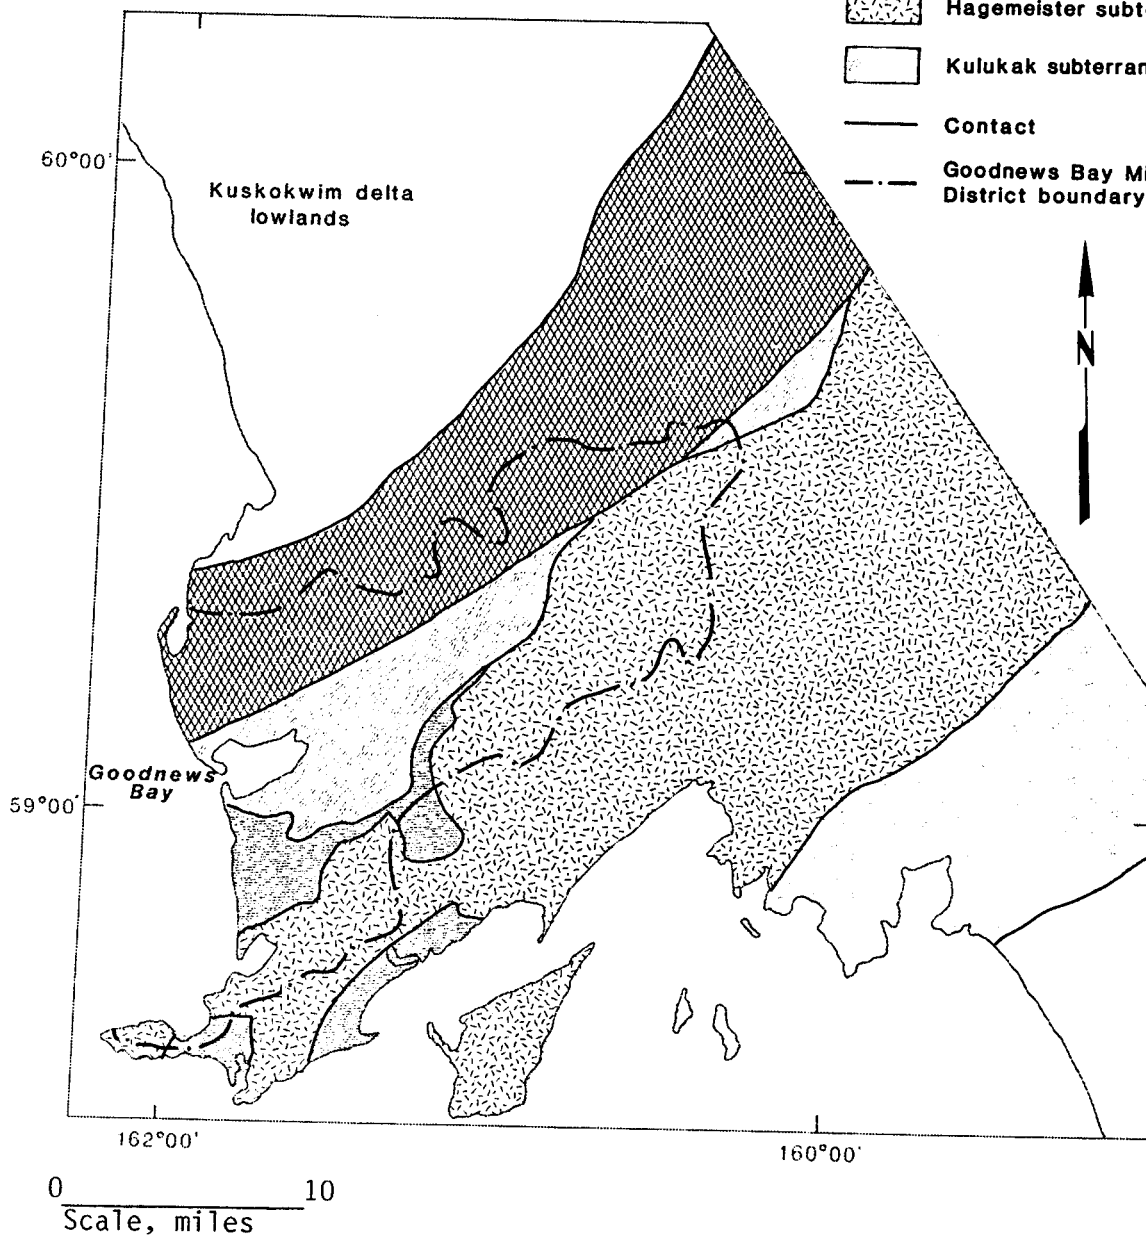 Hagemeister subt
Kulukak subterran
Contact
Goodnews Bay Mi
District boundary
60°00'
Kuskokwim delta
lowlands
N
Goodnews
Bay
59°00'
162°00'
160°00'
0 10
Scale, miles